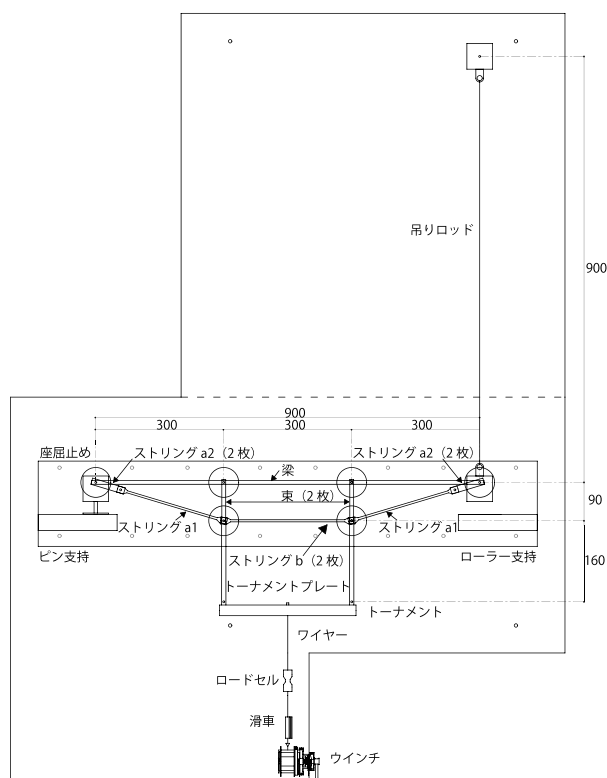 吊りロッド
900
900
300
300
300
座屈止め
ストリング a2（2 枚）
ストリング a2（2 枚）
梁
束（2 枚）
90
ストリング a1
ストリング a1
ピン支持
ストリング b（2 枚）
ローラー支持
160
トーナメントプレート
トーナメント
ワイヤー
ロードセル
滑車
ウインチ